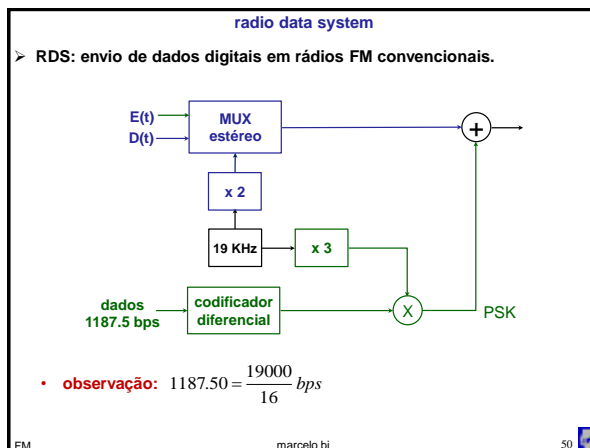 radio data system
➢ RDS: envio de dados digitais em rádios FM convencionais.
E(t)
D(t)
MUX
estéreo
+
x 2
19 KHz
x 3
dados
1187.5 bps
codificador
diferencial
X
PSK
• observação: 1187.50 = 19000/16 bps
FM
marcelo bj
50